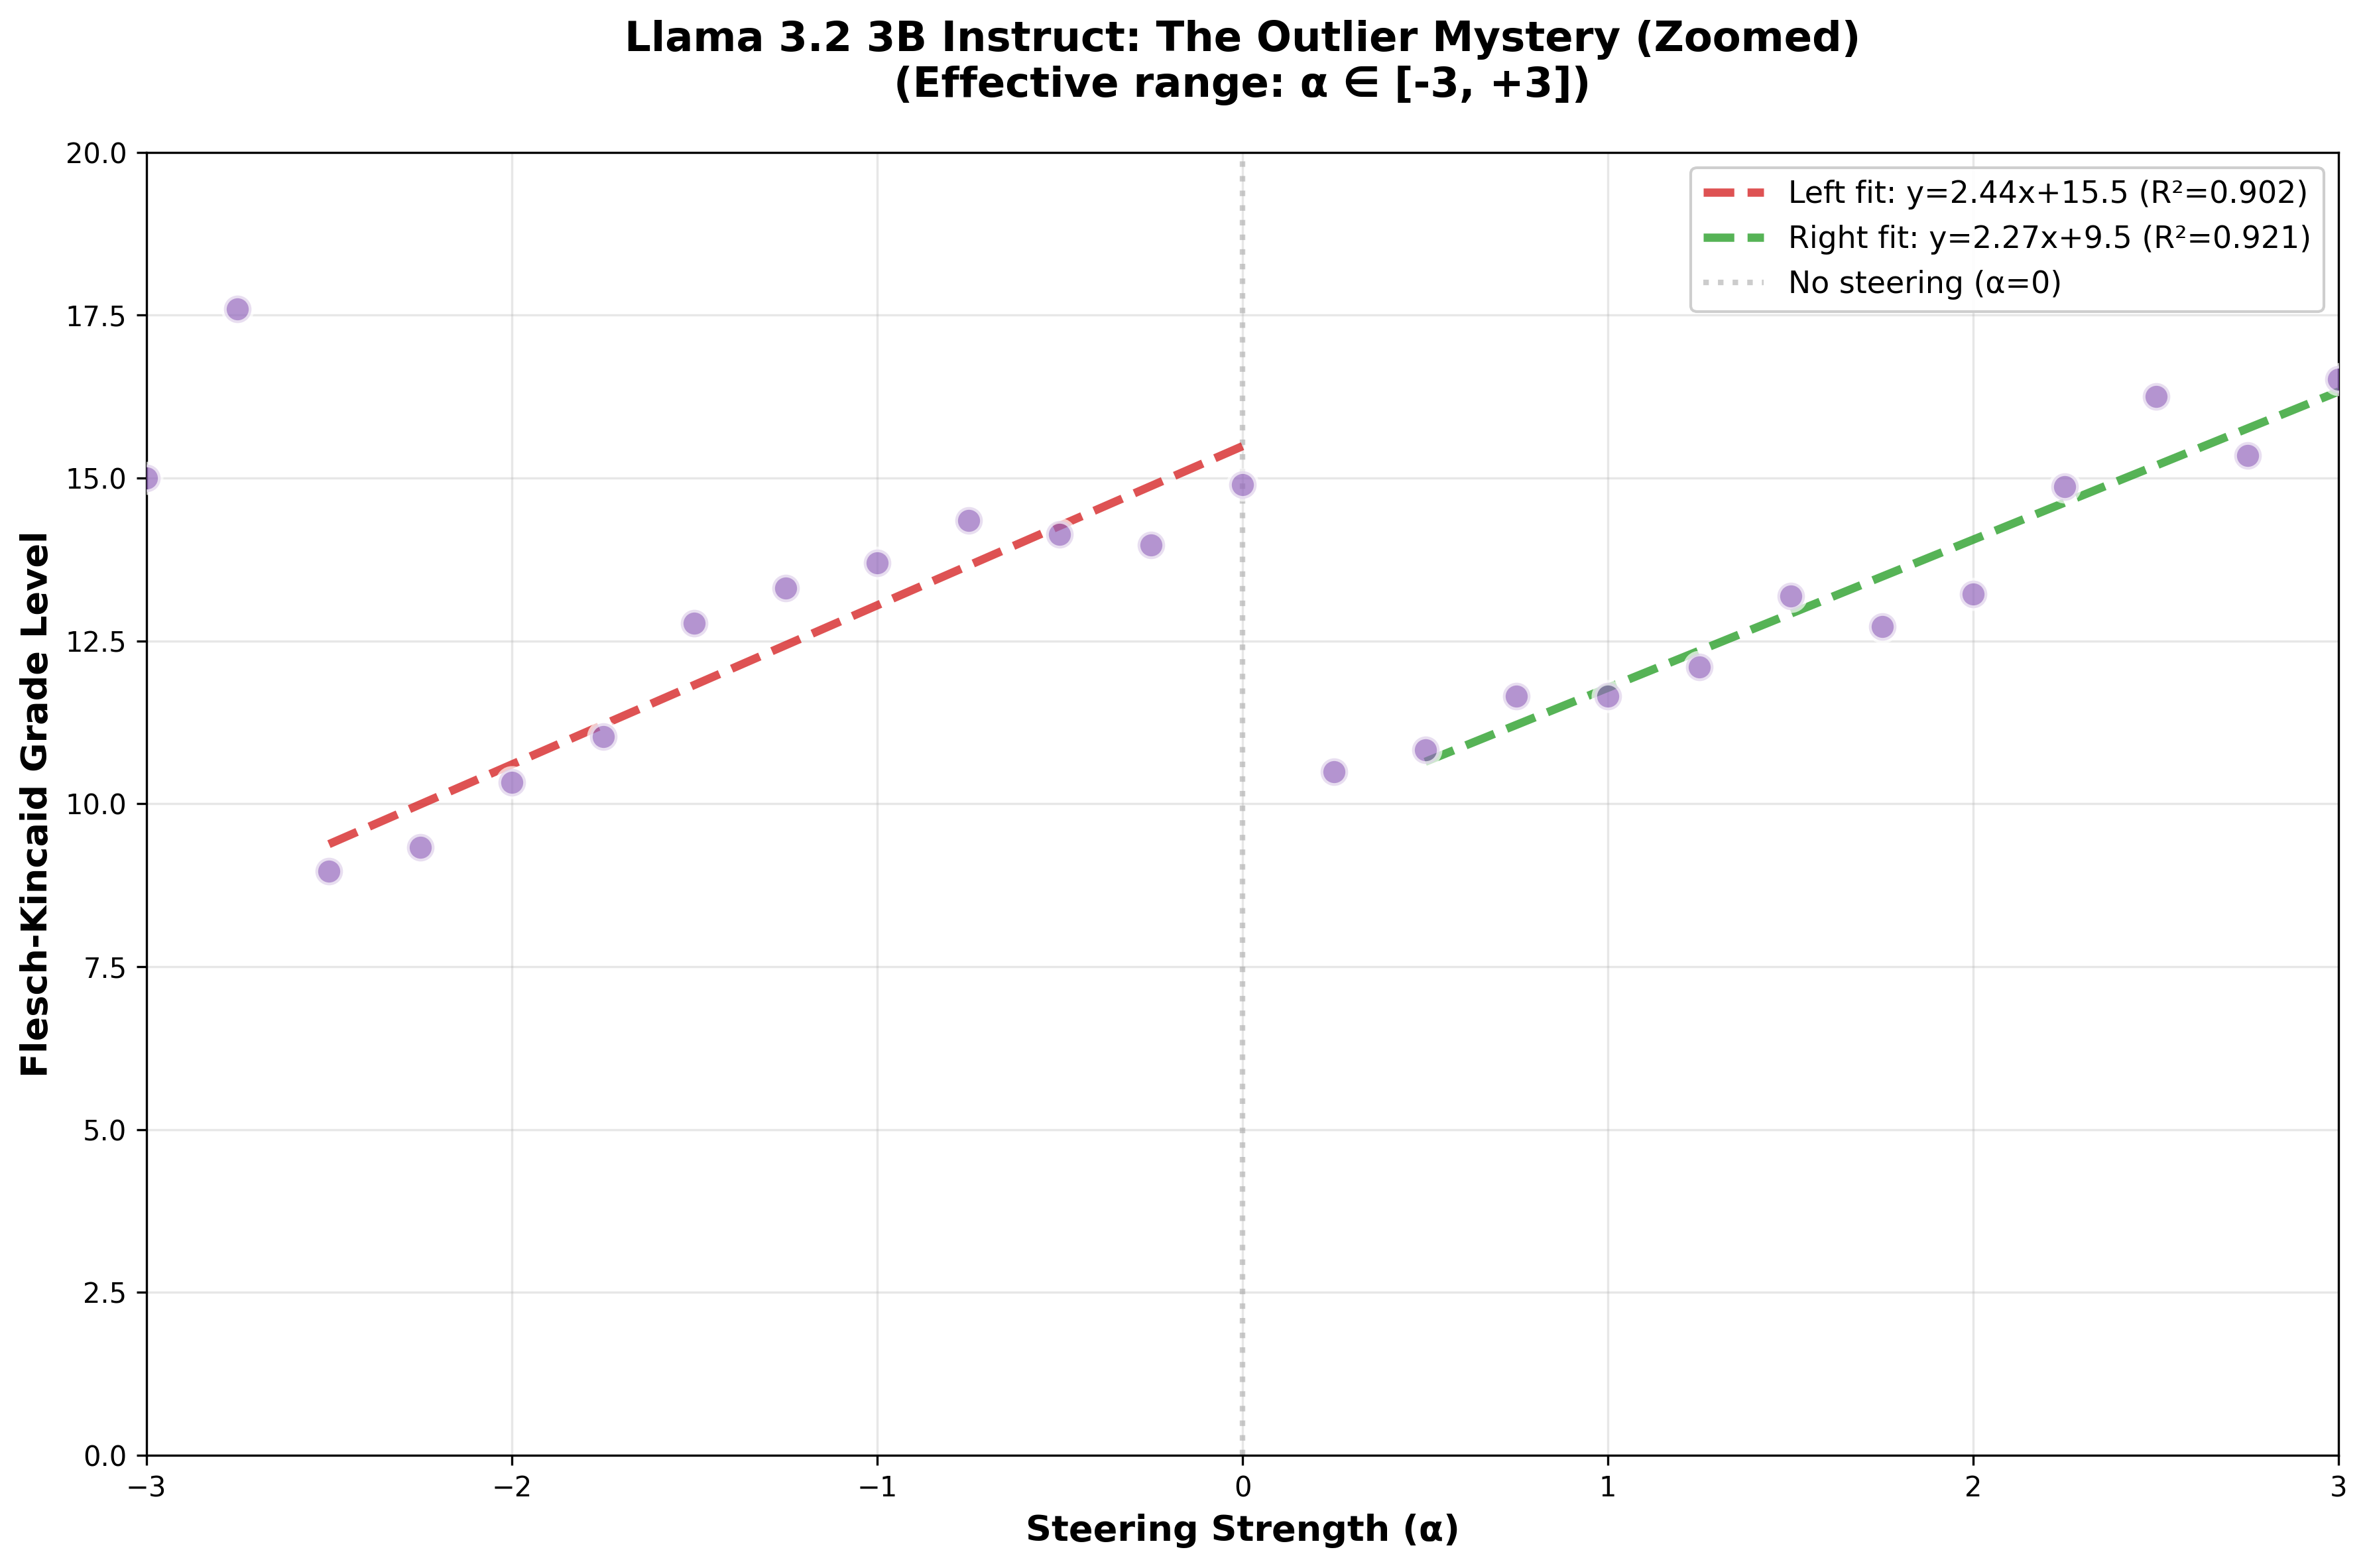 Llama 3.2 3B Instruct: The Outlier Mystery (Zoomed)
(Effective range: α ∈ [-3, +3])
Flesch-Kincaid Grade Level
20.0
17.5
15.0
12.5
10.0
7.5
5.0
2.5
0.0
Left fit: y=2.44x+15.5 (R²=0.902)
Right fit: y=2.27x+9.5 (R²=0.921)
No steering (α=0)
−3 −2 −1 0 1 2 3
Steering Strength (α)